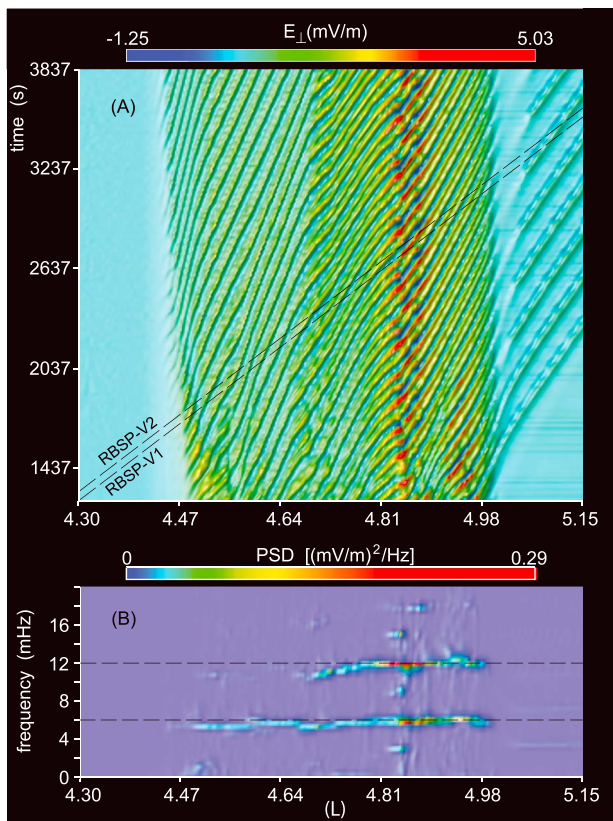 E⊥(mV/m)
-1.25 5.03
(A)
time (s)
3837
3237
2637
2037
1437
RBSP-V2
RBSP-V1
4.30 4.47 4.64 4.81 4.98 5.15
PSD [(mV/m)²/Hz]
0 0.29
(B)
frequency (mHz)
16
12
8
4
0
4.30 4.47 4.64 4.81 4.98 5.15
(L)